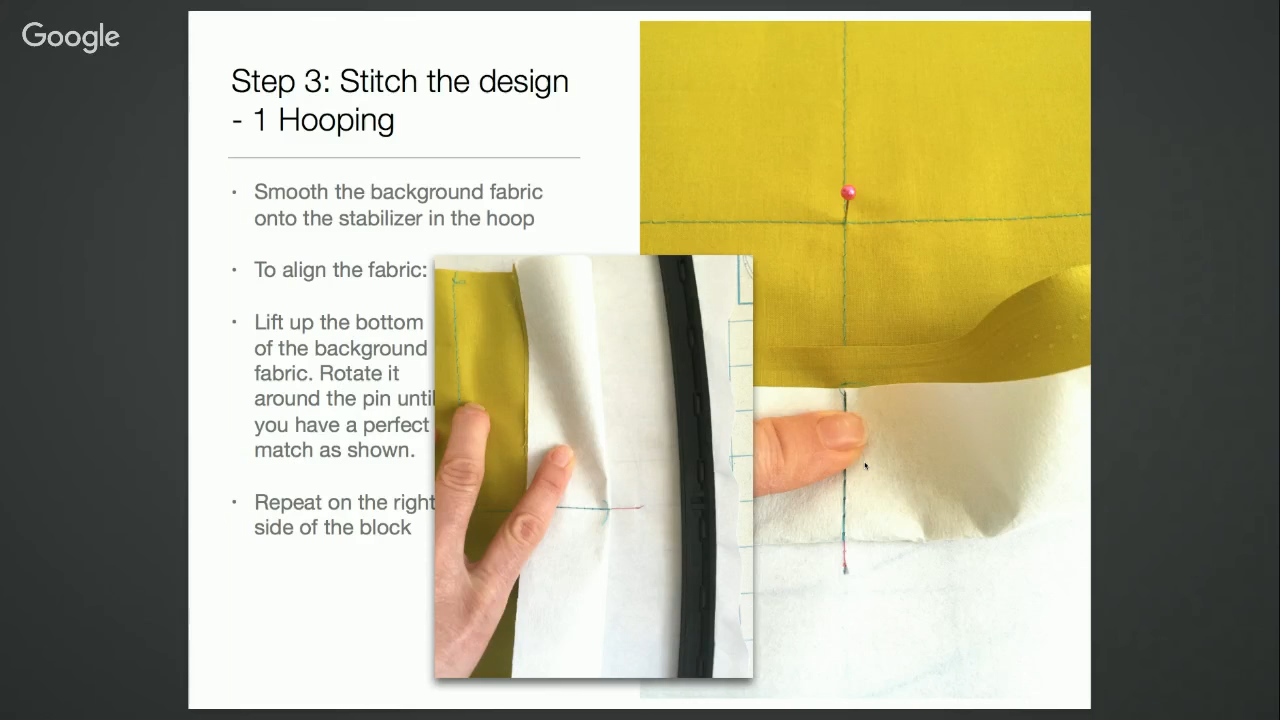 Google
Step 3: Stitch the design
- 1 Hooping
• Smooth the background fabric
onto the stabilizer in the hoop
• To align the fabric:
• Lift up the bottom
of the background
fabric. Rotate it
around the pin until
you have a perfect
match as shown.
• Repeat on the right
side of the block